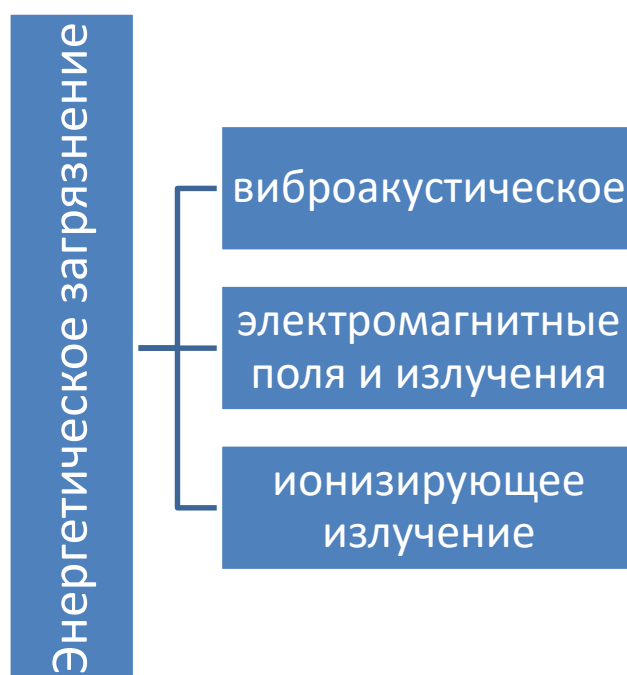 Энергетическое загрязнение
виброакустическое
электромагнитные
поля и излучения
ионизирующее
излучение